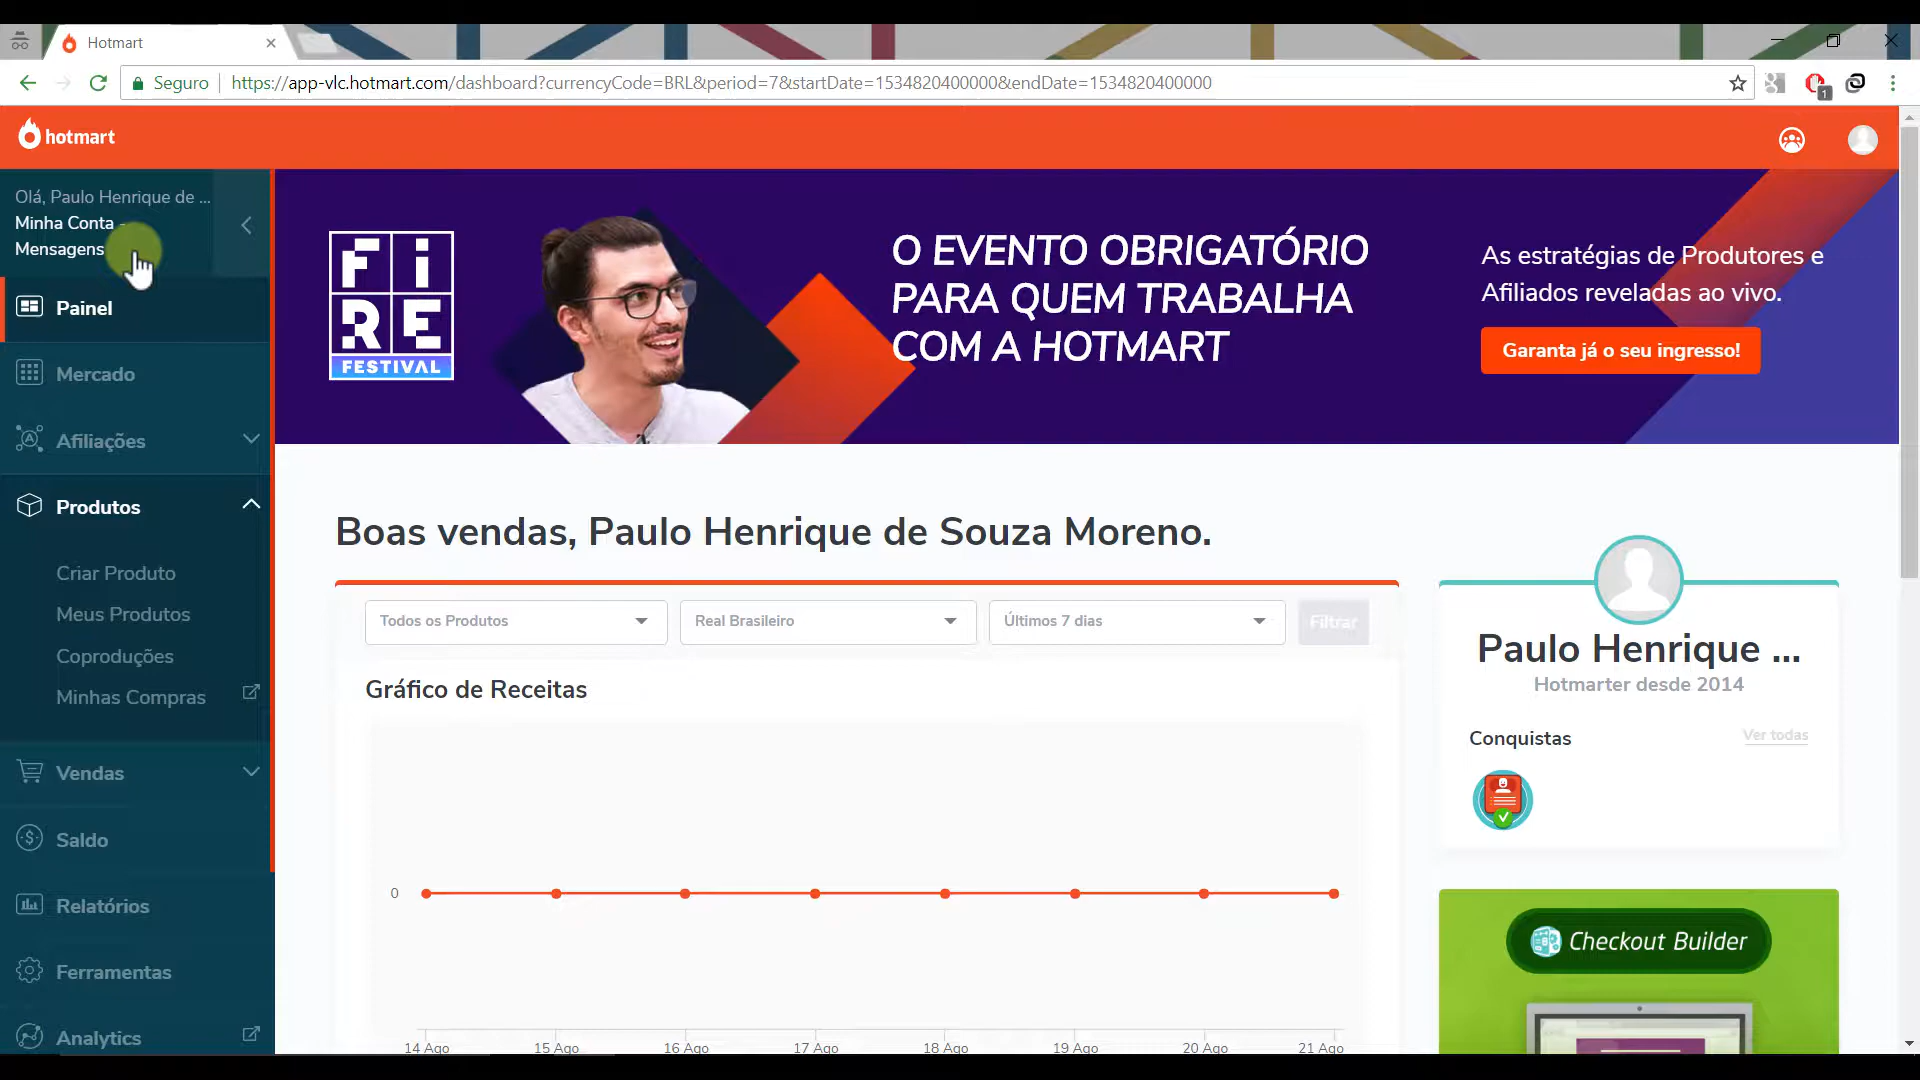 Hotmart
Seguro
https://app-vlc.hotmart.com/dashboard?currencyCode=BRL&period=7&startDate=1534820400000&endDate=1534820400000
1
hotmart
Olá, Paulo Henrique de ...
Minha Conta -
Mensagens
Painel
Mercado
Afiliações
Produtos
Criar Produto
Meus Produtos
Coproduções
Minhas Compras
Vendas
Saldo
Relatórios
Ferramentas
Analytics
FiRE
FESTIVAL
O EVENTO OBRIGATÓRIO
PARA QUEM TRABALHA
COM A HOTMART
As estratégias de Produtores e
Afiliados reveladas ao vivo.
Garanta já o seu ingresso!
Boas vendas, Paulo Henrique de Souza Moreno.
Todos os Produtos
Real Brasileiro
Últimos 7 dias
Filtrar
Gráfico de Receitas
0
14 Ago
15 Ago
16 Ago
17 Ago
18 Ago
19 Ago
20 Ago
21 Ago
Paulo Henrique ...
Hotmarter desde 2014
Conquistas
Ver todas
Checkout Builder